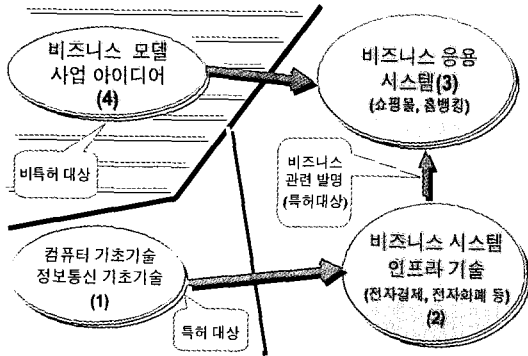 비즈니스 모델
사업 아이디어
(4)
비즈니스 응용
시스템(3)
(쇼핑몰, 홈뱅킹)
비특허 대상
비즈니스
관련 발명
(특허대상)
컴퓨터 기초기술
정보통신 기초기술
(1)
비즈니스 시스템
인프라 기술
(전자결제, 전자화폐 등)
(2)
특허 대상